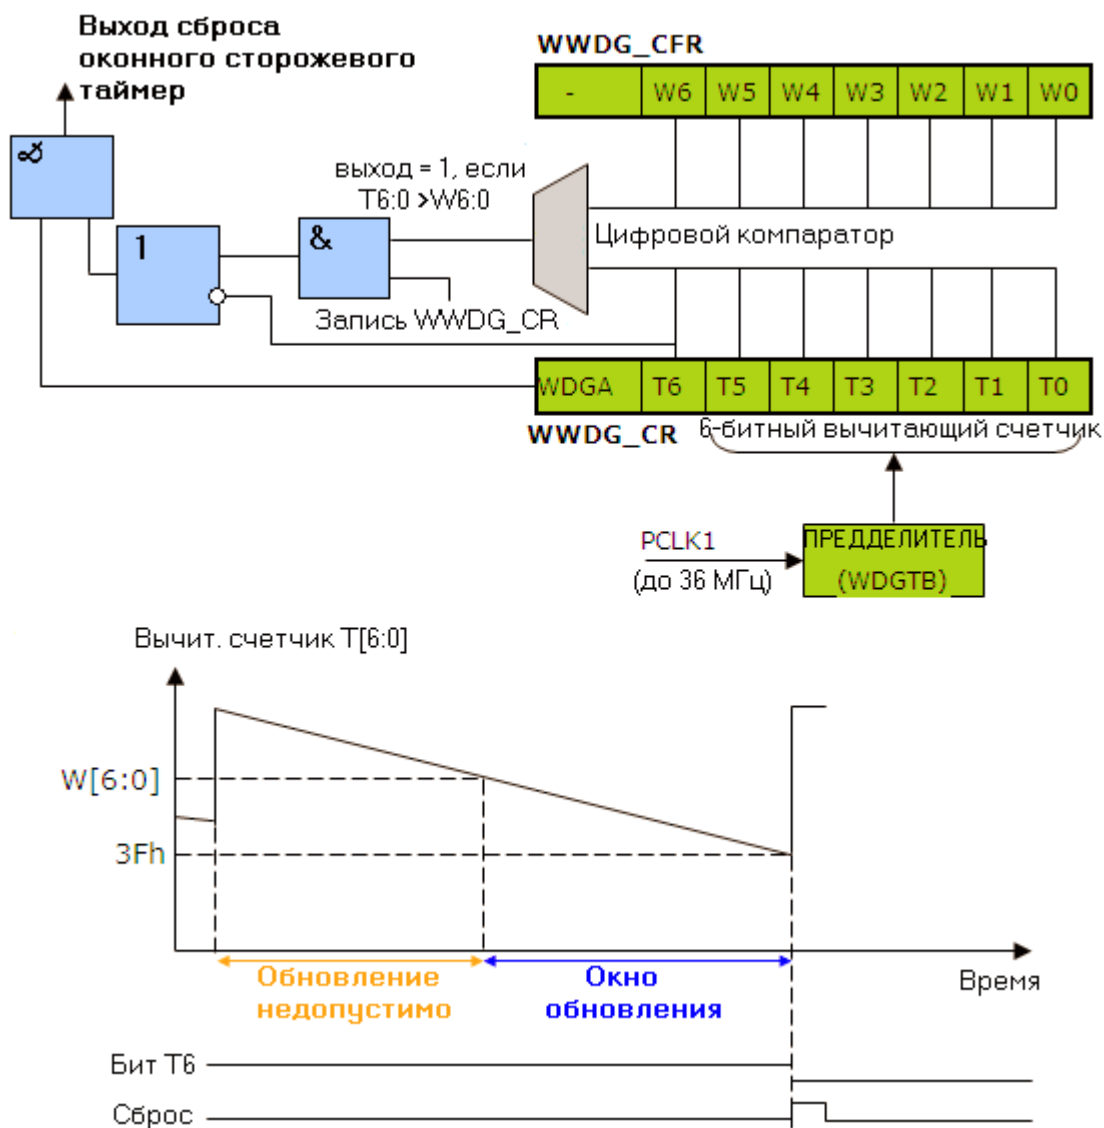 Выход сброса
оконного сторожевого
таймер
WWDG_CFR
- W6 W5 W4 W3 W2 W1 W0
&
выход = 1, если
T6:0 >W6:0
1
&
Цифровой компаратор
Запись WWDG_CR
WDGA T6 T5 T4 T3 T2 T1 T0
WWDG_CR
6-битный вычитающий счетчик
PCLK1
(до 36 МГц)
ПРЕДДЕЛИТЕЛЬ
(WDGTB)
Вычит. счетчик T[6:0]
W[6:0]
3Fh
Время
Обновление
недопустимо
Окно
обновления
Бит T6
Сброс